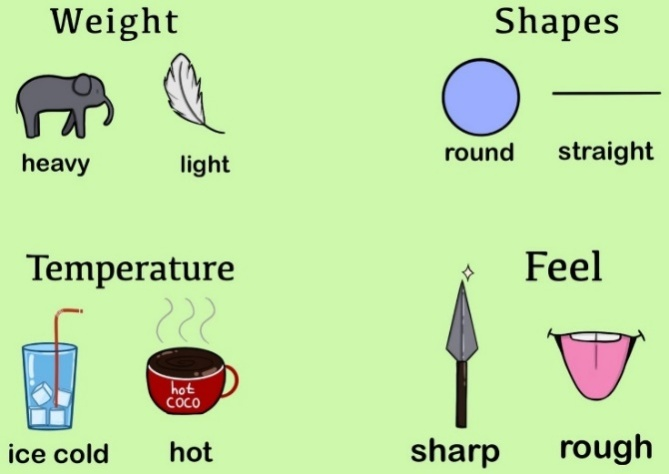 Weight
heavy light
Shapes
round straight
Temperature
hot
COCO
ice cold hot
Feel
sharp rough